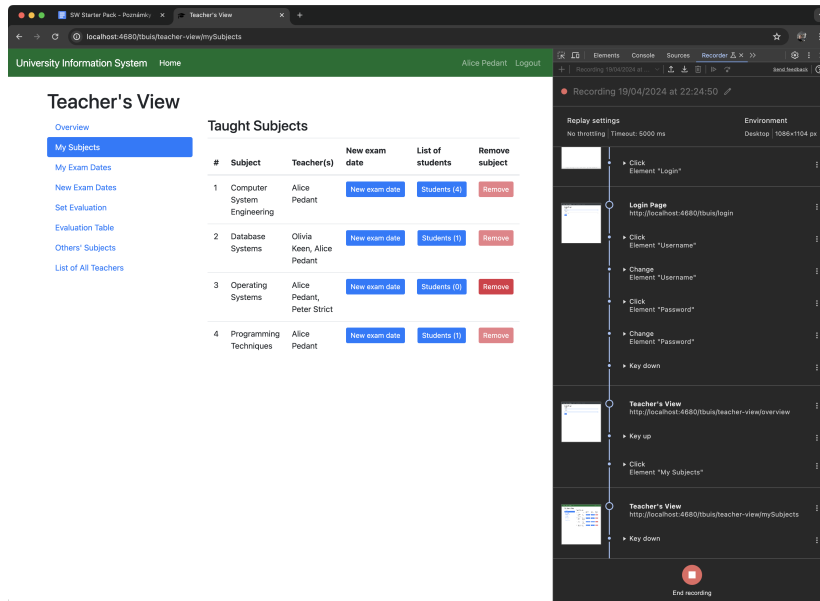 SW Starter Pack - Poznámky
Teacher's View
localhost:4680/tbuis/teacher-view/mySubjects
University Information System Home Alice Pedant Logout
Teacher's View
Overview
My Subjects
My Exam Dates
New Exam Dates
Set Evaluation
Evaluation Table
Others' Subjects
List of All Teachers
Taught Subjects
# Subject Teacher(s) New exam date List of students Remove subject
1 Computer System Engineering Alice Pedant New exam date Students (4) Remove
2 Database Systems Olivia Keen, Alice Pedant New exam date Students (1) Remove
3 Operating Systems Alice Pedant, Peter Strict New exam date Students (0) Remove
4 Programming Techniques Alice Pedant New exam date Students (1) Remove
Elements Console Sources Recorder
Recording 19/04/2024 at ... Send feedback
Recording 19/04/2024 at 22:24:50
Replay settings Environment
No throttling Timeout: 5000 ms Desktop 1086×1104 px
Click
Element "Login"
Login Page
http://localhost:4680/tbuis/login
Click
Element "Username"
Change
Element "Username"
Click
Element "Password"
Change
Element "Password"
Key down
Teacher's View
http://localhost:4680/tbuis/teacher-view/overview
Key up
Click
Element "My Subjects"
Teacher's View
http://localhost:4680/tbuis/teacher-view/mySubjects
Key down
End recording